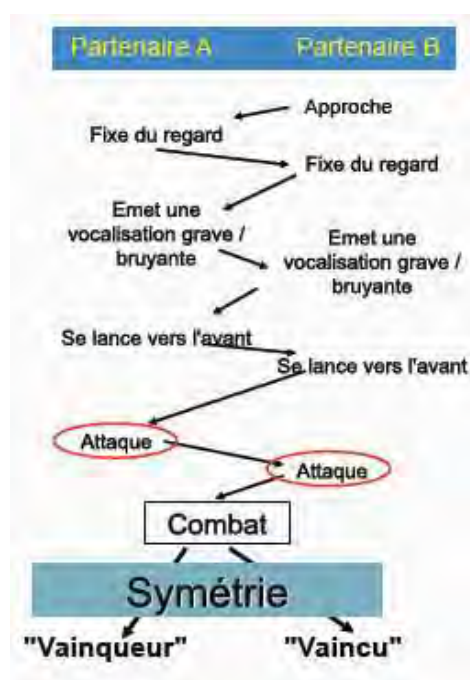 Partenaire A Partenaire B
Approche
Fixe du regard
Fixe du regard
Emet une
vocalisation grave /
bruyante
Emet une
vocalisation grave /
bruyante
Se lance vers l'avant
Se lance vers l'avant
Attaque
Attaque
Combat
Symétrie
"Vainqueur" "Vaincu"